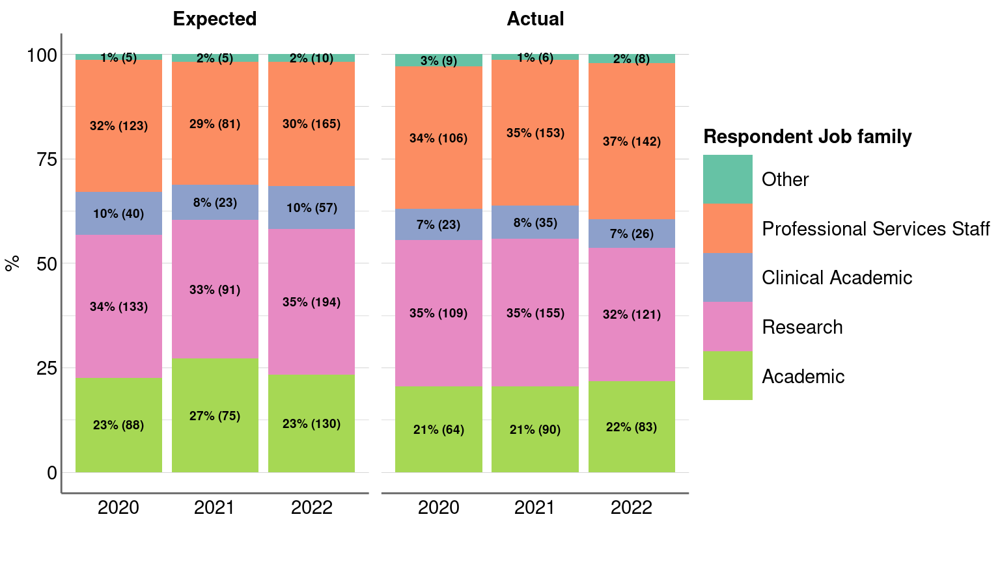 Expected Actual
100
75
50
25
0
%
1% (5) 2% (5) 2% (10) 3% (9) 1% (6) 2% (8)
32% (123) 29% (81) 30% (165) 34% (106) 35% (153) 37% (142)
10% (40) 8% (23) 10% (57) 7% (23) 8% (35) 7% (26)
34% (133) 33% (91) 35% (194) 35% (109) 35% (155) 32% (121)
23% (88) 27% (75) 23% (130) 21% (64) 21% (90) 22% (83)
2020 2021 2022 2020 2021 2022
Respondent Job family
Other
Professional Services Staff
Clinical Academic
Research
Academic